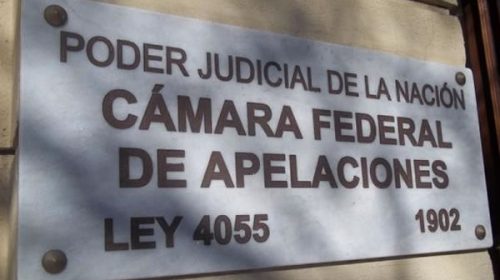 PODER JUDICIAL DE LA NACIÓN
CÁMARA FEDERAL
DE APELACIONES
LEY 4055 1902